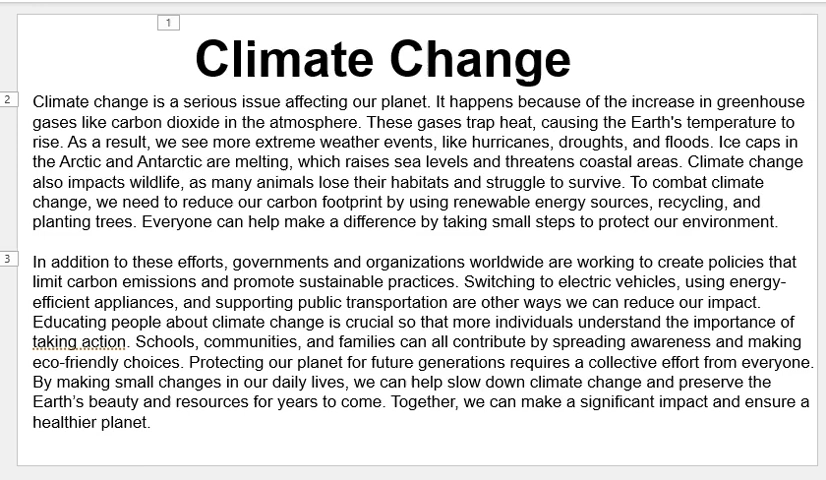 1
Climate Change
2
Climate change is a serious issue affecting our planet. It happens because of the increase in greenhouse
gases like carbon dioxide in the atmosphere. These gases trap heat, causing the Earth's temperature to
rise. As a result, we see more extreme weather events, like hurricanes, droughts, and floods. Ice caps in
the Arctic and Antarctic are melting, which raises sea levels and threatens coastal areas. Climate change
also impacts wildlife, as many animals lose their habitats and struggle to survive. To combat climate
change, we need to reduce our carbon footprint by using renewable energy sources, recycling, and
planting trees. Everyone can help make a difference by taking small steps to protect our environment.
3
In addition to these efforts, governments and organizations worldwide are working to create policies that
limit carbon emissions and promote sustainable practices. Switching to electric vehicles, using energy-
efficient appliances, and supporting public transportation are other ways we can reduce our impact.
Educating people about climate change is crucial so that more individuals understand the importance of
taking action. Schools, communities, and families can all contribute by spreading awareness and making
eco-friendly choices. Protecting our planet for future generations requires a collective effort from everyone.
By making small changes in our daily lives, we can help slow down climate change and preserve the
Earth’s beauty and resources for years to come. Together, we can make a significant impact and ensure a
healthier planet.